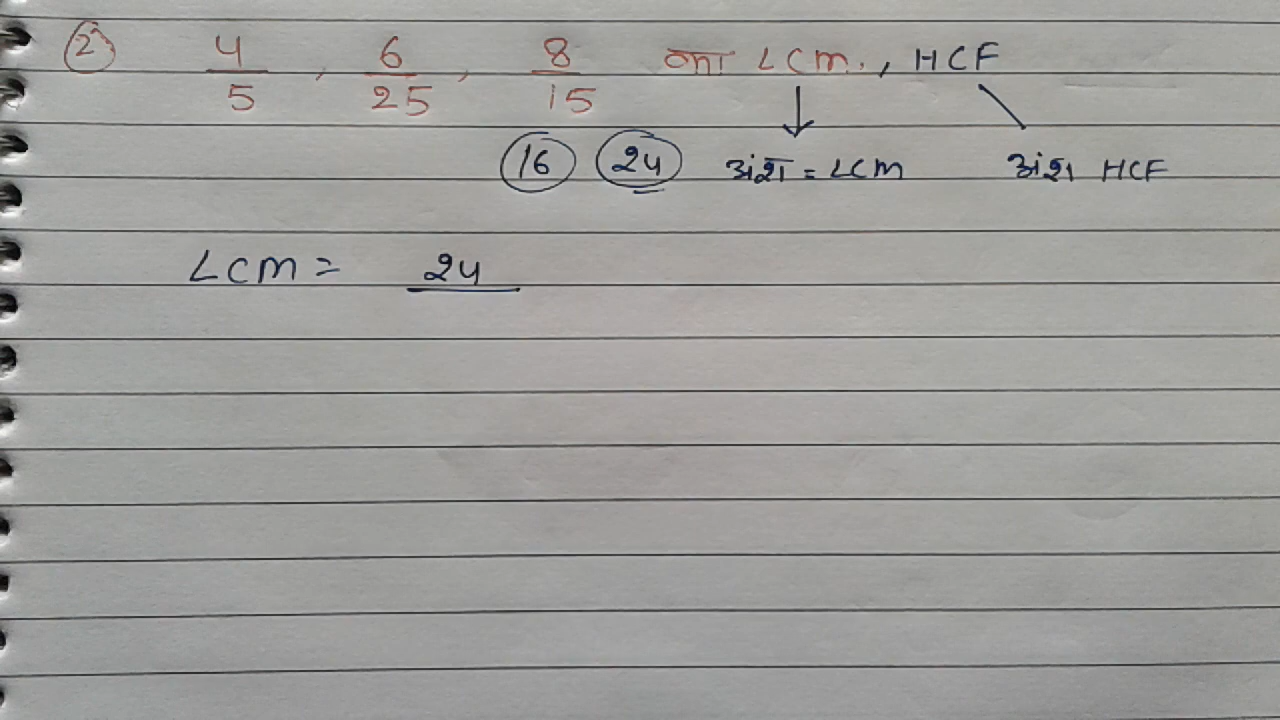 2 4/5 , 6/25 , 8/15 का LCM. , HCF
16 24 अंश = LCM अंश HCF
LCM = 24